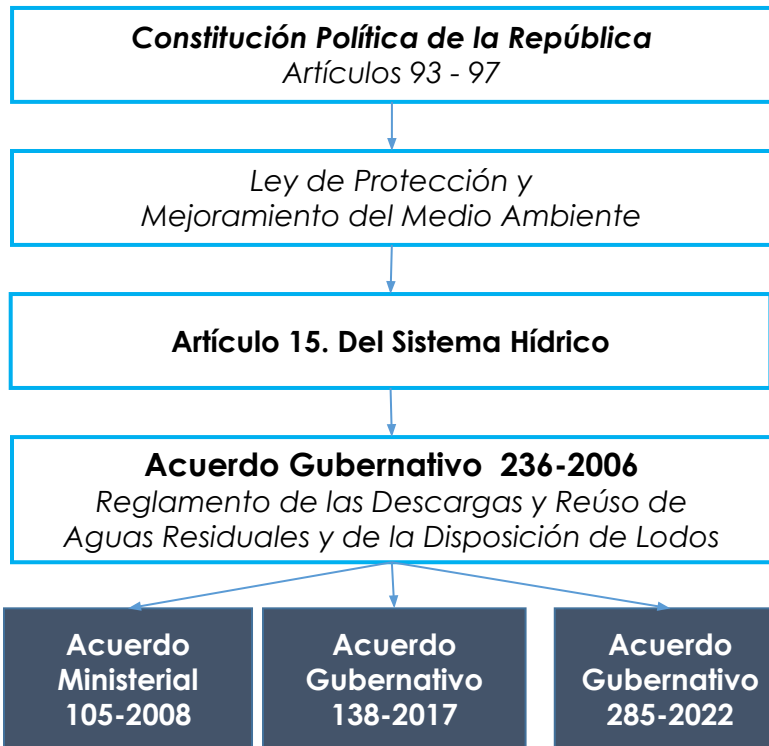 Constitución Política de la República
Artículos 93 - 97
Ley de Protección y
Mejoramiento del Medio Ambiente
Artículo 15. Del Sistema Hídrico
Acuerdo Gubernativo 236-2006
Reglamento de las Descargas y Reúso de
Aguas Residuales y de la Disposición de Lodos
Acuerdo
Ministerial
105-2008
Acuerdo
Gubernativo
138-2017
Acuerdo
Gubernativo
285-2022